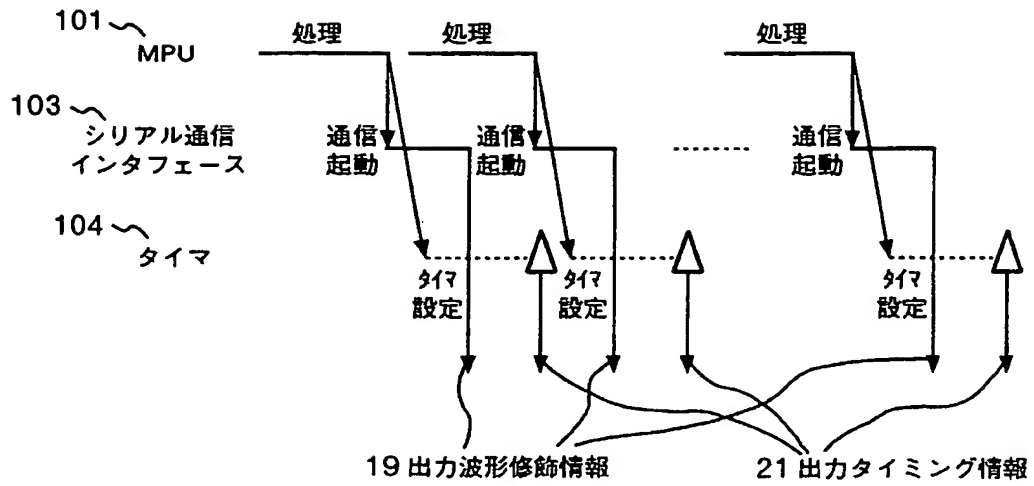 101
MPU
処理
処理
処理
103
シリアル通信
インタフェース
通信
起動
通信
起動
通信
起動
104
タイマ
タイマ
設定
タイマ
設定
タイマ
設定
19 出力波形修飾情報
21 出力タイミング情報